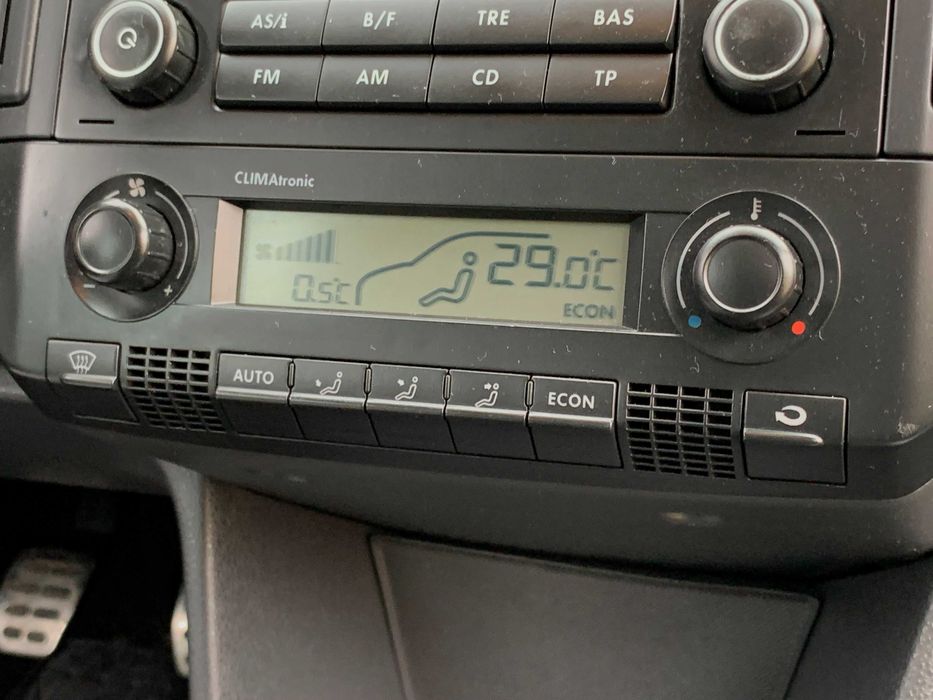 AS/i B/F TRE BAS
FM AM CD TP
CLIMAtronic
29.0°C
0.5°C
ECON
- +
AUTO ECON